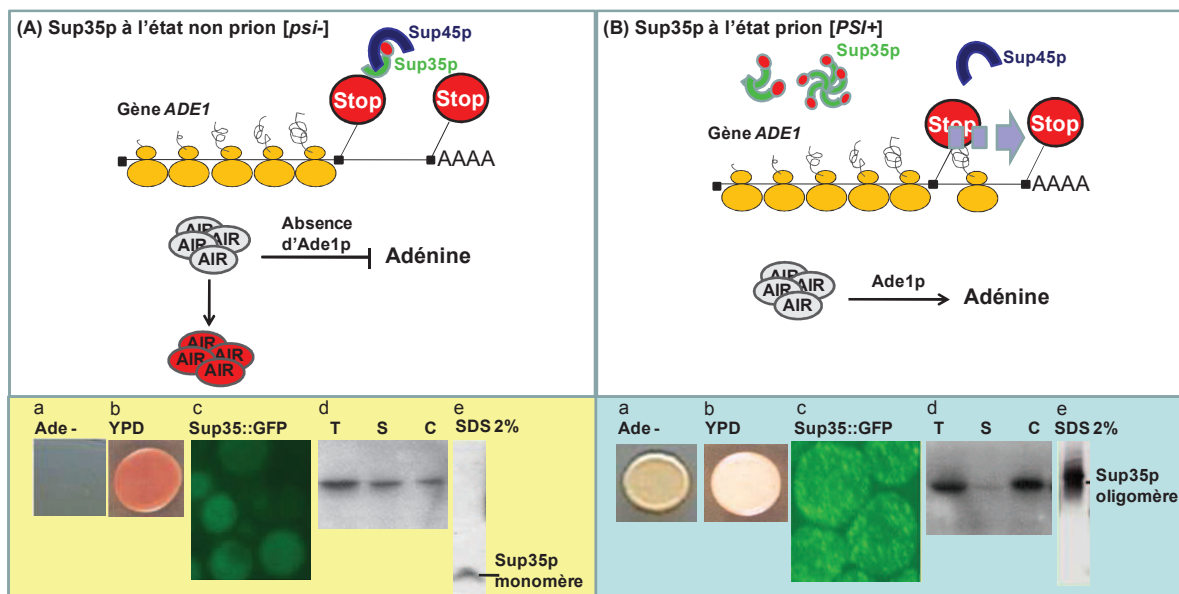 (A) Sup35p à l'état non prion [psi-]
Sup45p
Sup35p
Stop
Stop
Gène ADE1
AAAA
AIR
AIR
AIR
AIR
Absence
d'Ade1p
Adénine
AIR
AIR
AIR
AIR
a
Ade -
b
YPD
c
Sup35::GFP
d
T S C
e
SDS 2%
Sup35p
monomère
(B) Sup35p à l'état prion [PSI+]
Sup35p
Sup45p
Stop
Stop
Gène ADE1
AAAA
AIR
AIR
AIR
AIR
Ade1p
Adénine
a
Ade -
b
YPD
c
Sup35::GFP
d
T S C
e
SDS 2%
Sup35p
oligomère